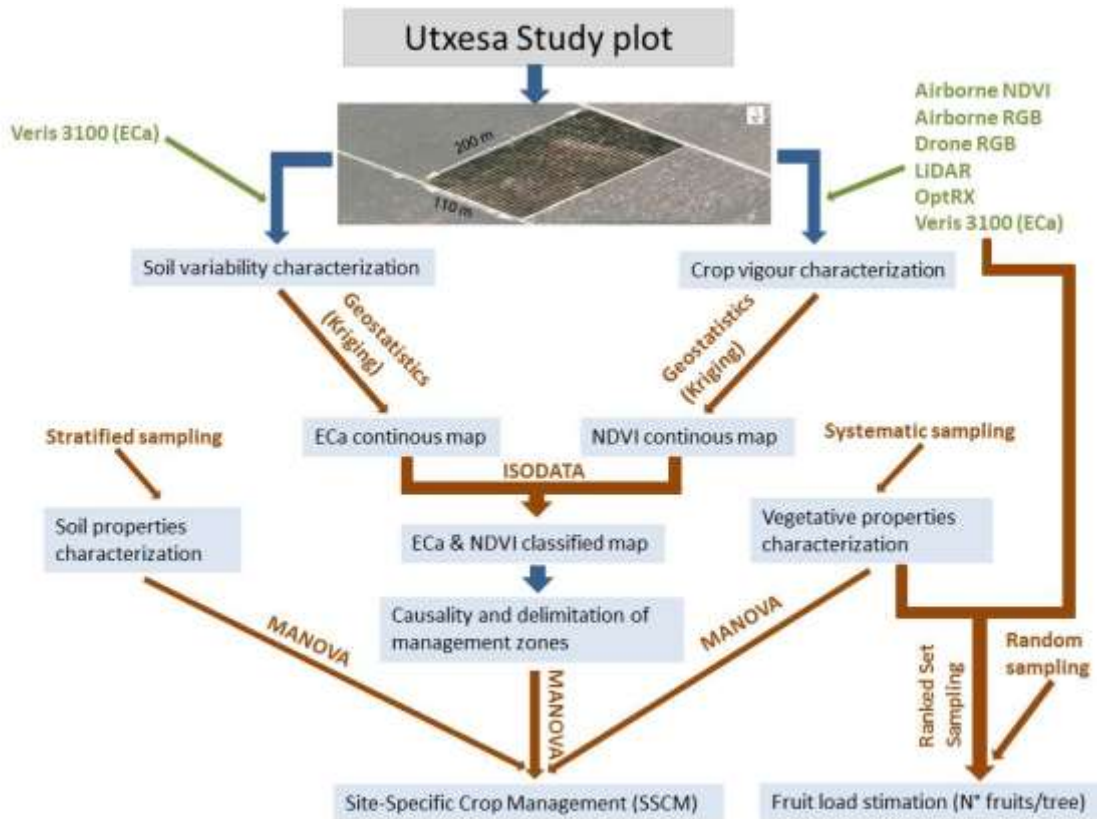 Utxesa Study plot
Veris 3100 (ECa)
200 m
110 m
Airborne NDVI
Airborne RGB
Drone RGB
LiDAR
OptRX
Veris 3100 (ECa)
Soil variability characterization
Crop vigour characterization
Geostatistics
(Kriging)
Geostatistics
(Kriging)
Stratified sampling
ECa continous map
NDVI continous map
Systematic sampling
ISODATA
Soil properties
characterization
ECa & NDVI classified map
Vegetative properties
characterization
Causality and delimitation of
management zones
MANOVA
MANOVA
MANOVA
Ranked Set
Sampling
Random
sampling
Site-Specific Crop Management (SSCM)
Fruit load stimation (N° fruits/tree)